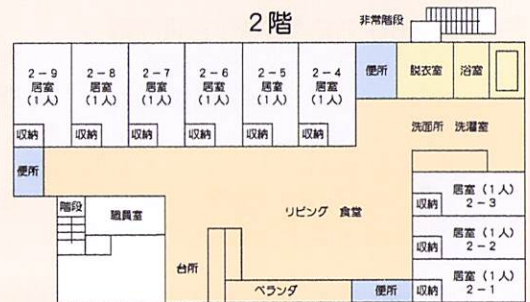 2階
非常階段
2-9
居室
(1人)
収納
2-8
居室
(1人)
収納
2-7
居室
(1人)
収納
2-6
居室
(1人)
収納
2-5
居室
(1人)
収納
2-4
居室
(1人)
収納
便所
脱衣室
浴室
洗面所 洗濯室
便所
階段
職員室
リビング 食堂
台所
ベランダ
便所
居室(1人)
2-3
収納
居室(1人)
2-2
収納
居室(1人)
2-1
収納